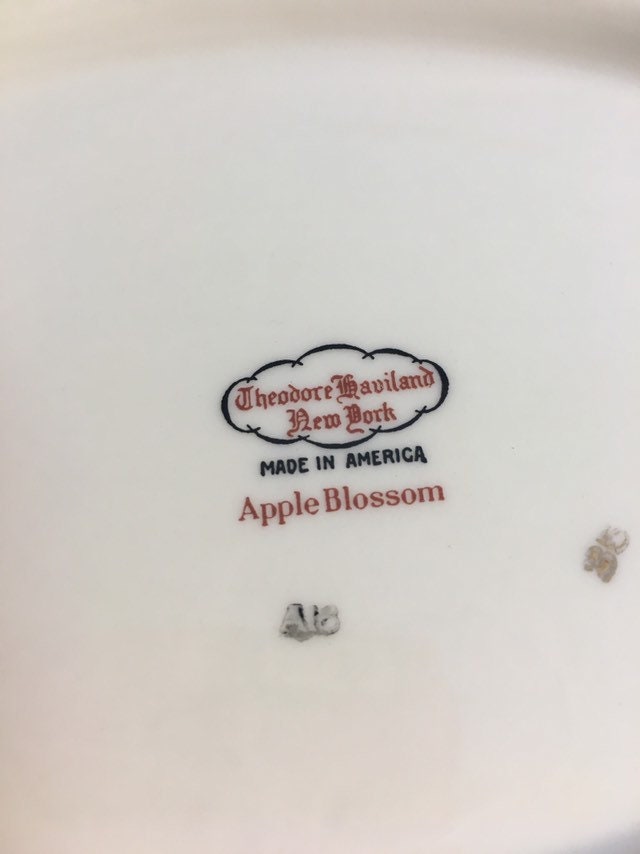 Theodore Haviland
New York
MADE IN AMERICA
Apple Blossom